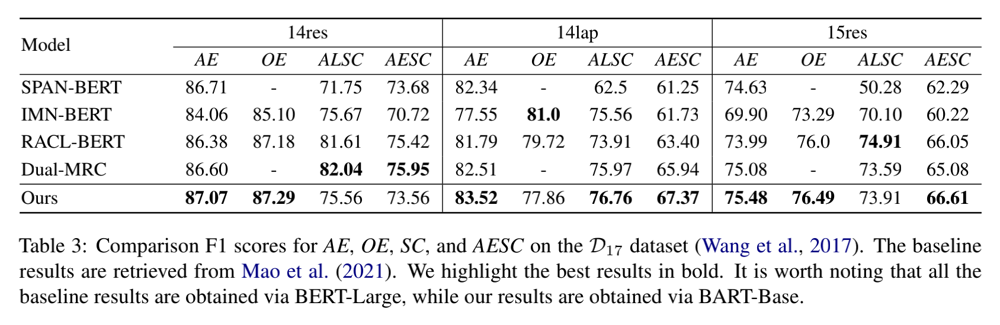 Model 14res 14lap 15res
AE OE ALSC AESC AE OE ALSC AESC AE OE ALSC AESC
SPAN-BERT 86.71 - 71.75 73.68 82.34 - 62.5 61.25 74.63 - 50.28 62.29
IMN-BERT 84.06 85.10 75.67 70.72 77.55 81.0 75.56 61.73 69.90 73.29 70.10 60.22
RACL-BERT 86.38 87.18 81.61 75.42 81.79 79.72 73.91 63.40 73.99 76.0 74.91 66.05
Dual-MRC 86.60 - 82.04 75.95 82.51 - 75.97 65.94 75.08 - 73.59 65.08
Ours 87.07 87.29 75.56 73.56 83.52 77.86 76.76 67.37 75.48 76.49 73.91 66.61
Table 3: Comparison F1 scores for AE, OE, SC, and AESC on the D17 dataset (Wang et al., 2017). The baseline
results are retrieved from Mao et al. (2021). We highlight the best results in bold. It is worth noting that all the
baseline results are obtained via BERT-Large, while our results are obtained via BART-Base.